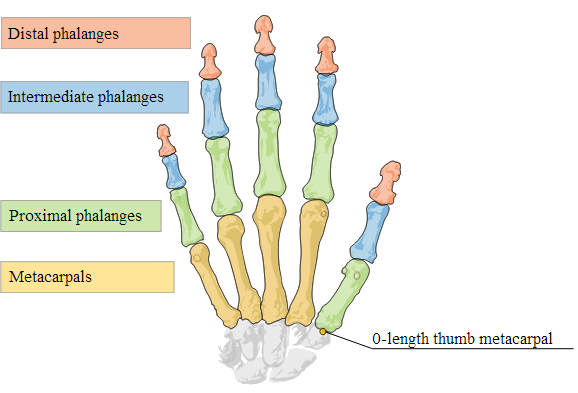 Distal phalanges
Intermediate phalanges
Proximal phalanges
Metacarpals
0-length thumb metacarpal